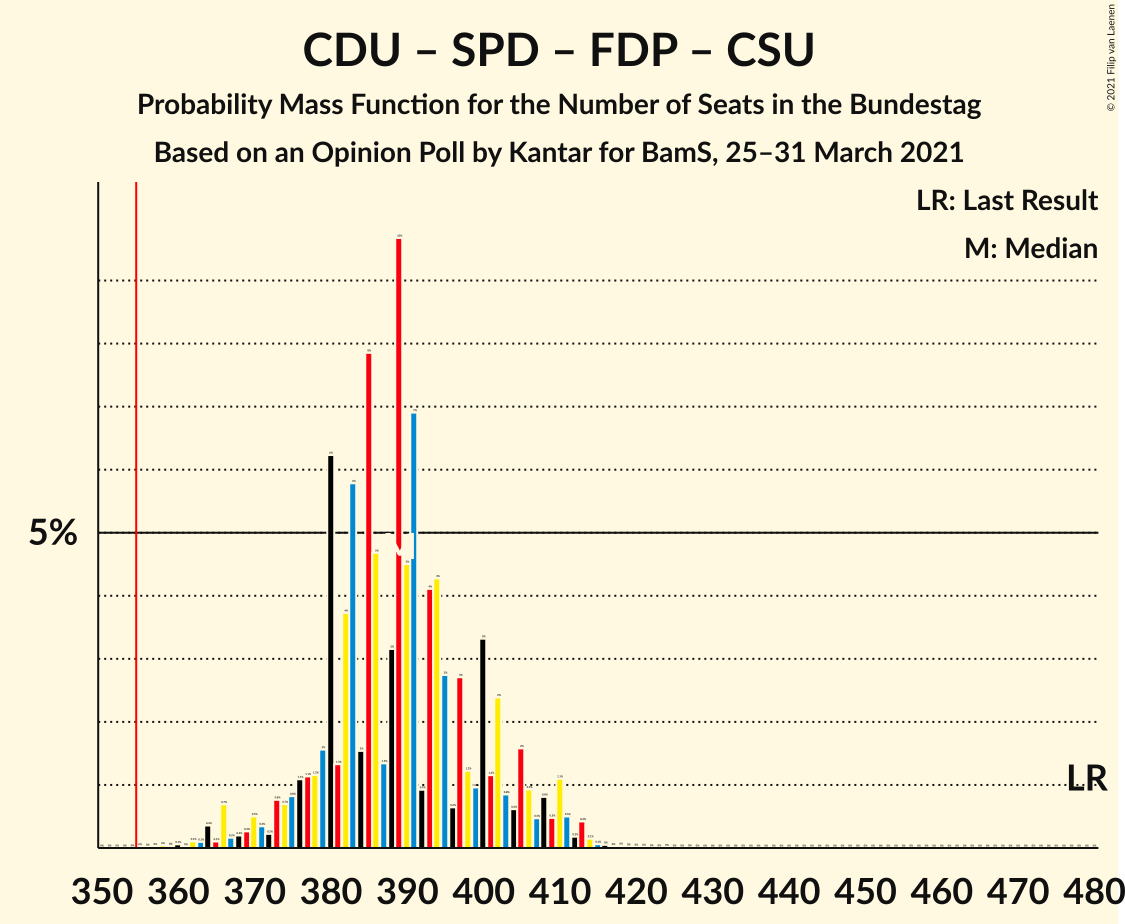 CDU – SPD – FDP – CSU
Probability Mass Function for the Number of Seats in the Bundestag
Based on an Opinion Poll by Kantar for BamS, 25–31 March 2021
© 2021 Filip van Laenen
LR: Last Result
M: Median
5%
M
LR
350 360 370 380 390 400 410 420 430 440 450 460 470 480